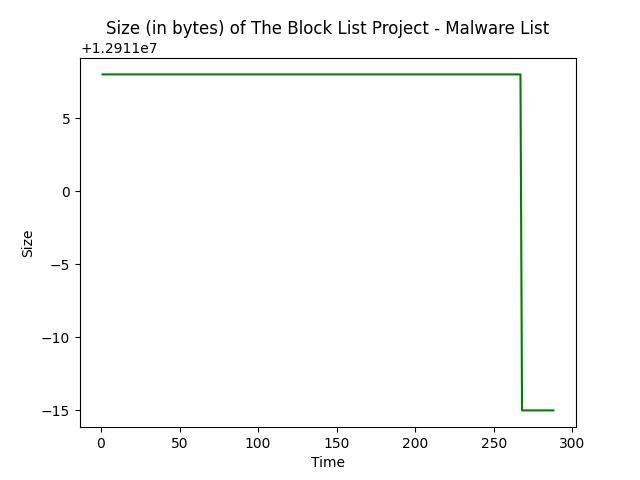 Size (in bytes) of The Block List Project - Malware List
+1.2911e7
5
0
−5
−10
−15
Size
0 50 100 150 200 250 300
Time